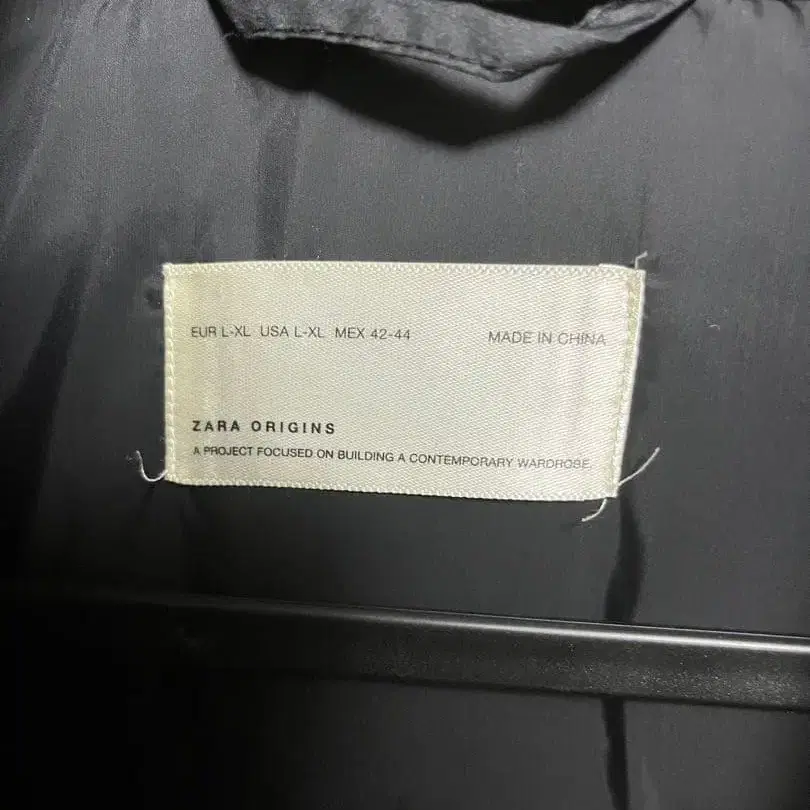 EUR L-XL USA L-XL MEX 42-44 MADE IN CHINA
ZARA ORIGINS
A PROJECT FOCUSED ON BUILDING A CONTEMPORARY WARDROBE.